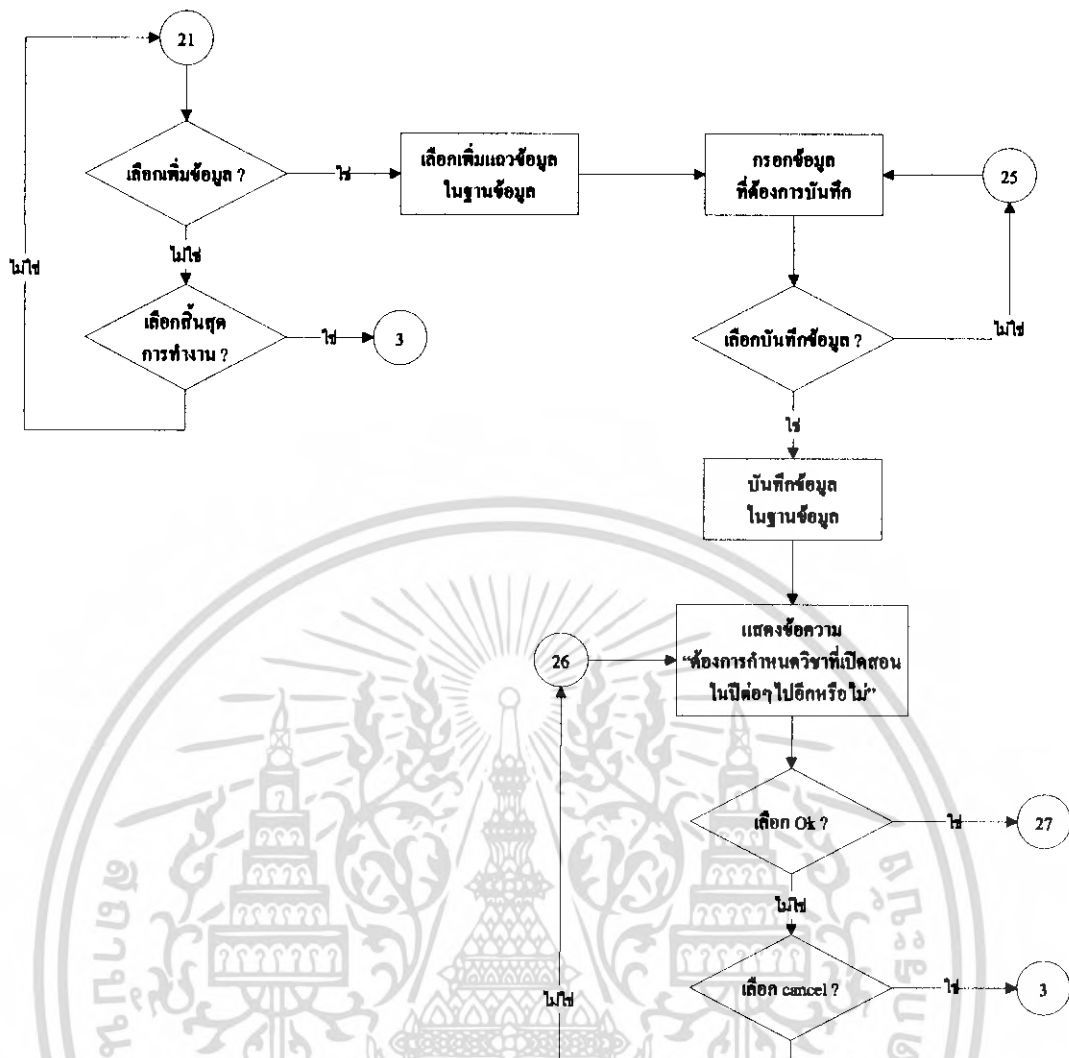 21
เลือกเพิ่มข้อมูล ?
ใช่
เลือกเพิ่มแถวข้อมูล
ในฐานข้อมูล
กรอกข้อมูล
ที่ต้องการบันทึก
25
ไม่ใช่
ไม่ใช่
เลือกสิ้นสุด
การทำงาน ?
ใช่
3
เลือกบันทึกข้อมูล ?
ไม่ใช่
ใช่
บันทึกข้อมูล
ในฐานข้อมูล
26
แสดงข้อความ
“ต้องการกำหนดวิชาที่เปิดสอน
ในปีต่อๆ ไปอีกหรือไม่”
เลือก Ok ?
ใช่
27
ไม่ใช่
ไม่ใช่
เลือก cancel ?
ใช่
3